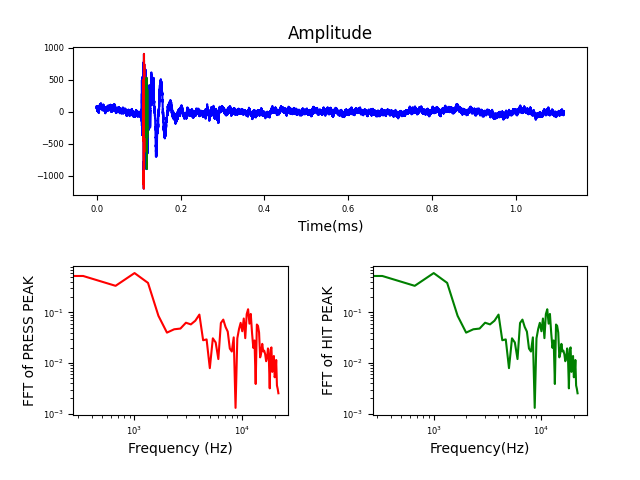 Amplitude
1000
500
0
−500
−1000
0.0 0.2 0.4 0.6 0.8 1.0
Time(ms)
FFT of PRESS PEAK
10⁻¹
10⁻²
10⁻³
10³ 10⁴
Frequency (Hz)
FFT of HIT PEAK
10⁻¹
10⁻²
10⁻³
10³ 10⁴
Frequency(Hz)